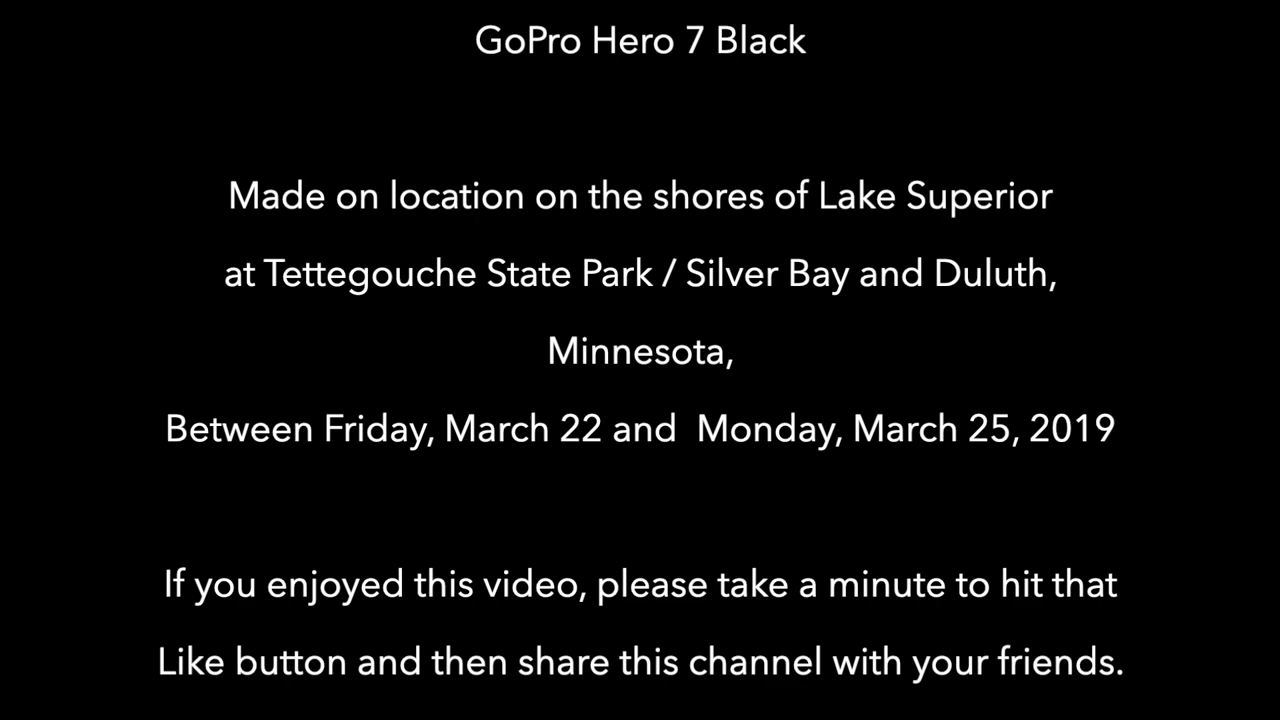 GoPro Hero 7 Black
Made on location on the shores of Lake Superior
at Tettegouche State Park / Silver Bay and Duluth,
Minnesota,
Between Friday, March 22 and  Monday, March 25, 2019
If you enjoyed this video, please take a minute to hit that
Like button and then share this channel with your friends.